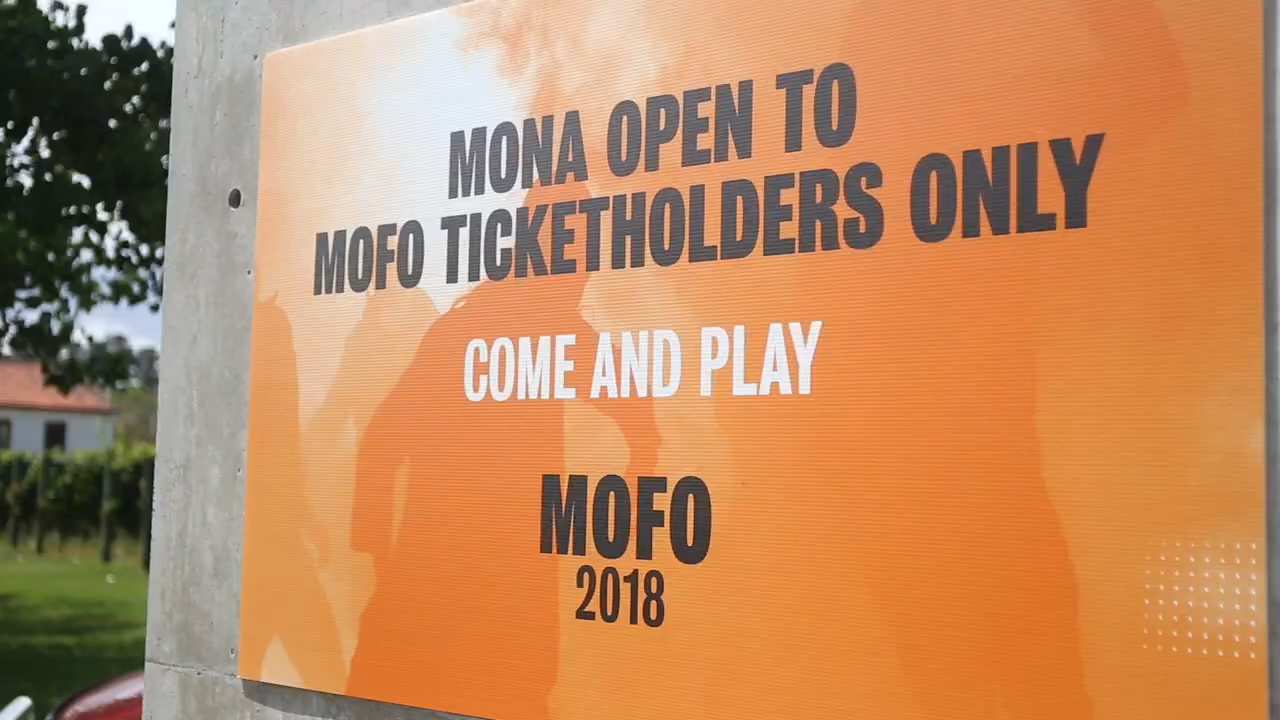 MONA OPEN TO
MOFO TICKETHOLDERS ONLY
COME AND PLAY
MOFO
2018